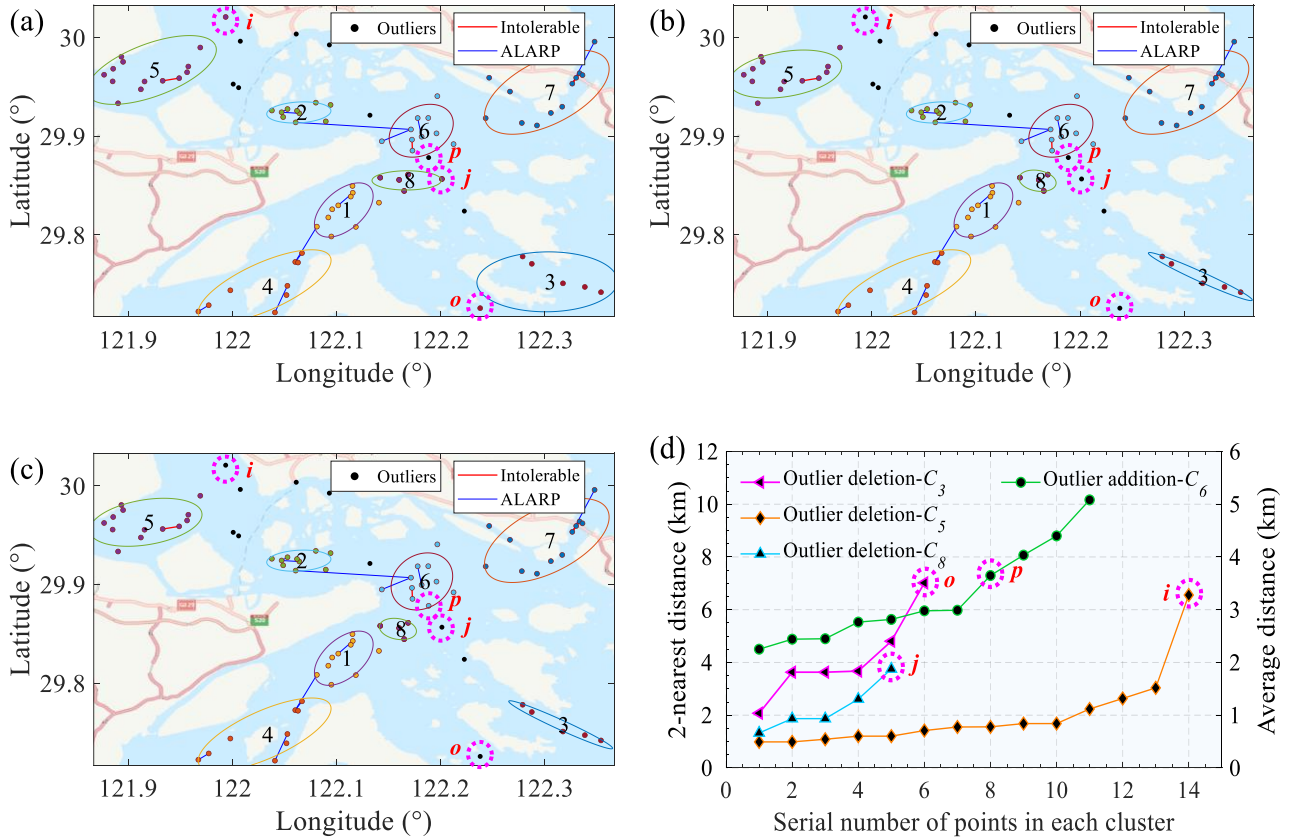 (a)
i
Outliers
Intolerable
ALARP
5
2
7
6
p
j
8
1
3
4
o
30
29.9
29.8
Latitude (°)
121.9
122
122.1
122.2
122.3
Longitude (°)
(b)
i
Outliers
Intolerable
ALARP
5
2
7
6
p
j
8
1
3
4
o
30
29.9
29.8
Latitude (°)
121.9
122
122.1
122.2
122.3
Longitude (°)
(c)
i
Outliers
Intolerable
ALARP
5
2
7
6
p
j
8
1
3
4
o
30
29.9
29.8
Latitude (°)
121.9
122
122.1
122.2
122.3
Longitude (°)
(d)
Outlier deletion-C3
Outlier addition-C6
Outlier deletion-C5
Outlier deletion-C8
o
p
i
j
12
10
8
6
4
2
0
2-nearest distance (km)
6
5
4
3
2
1
0
Average distance (km)
0
2
4
6
8
10
12
14
Serial number of points in each cluster